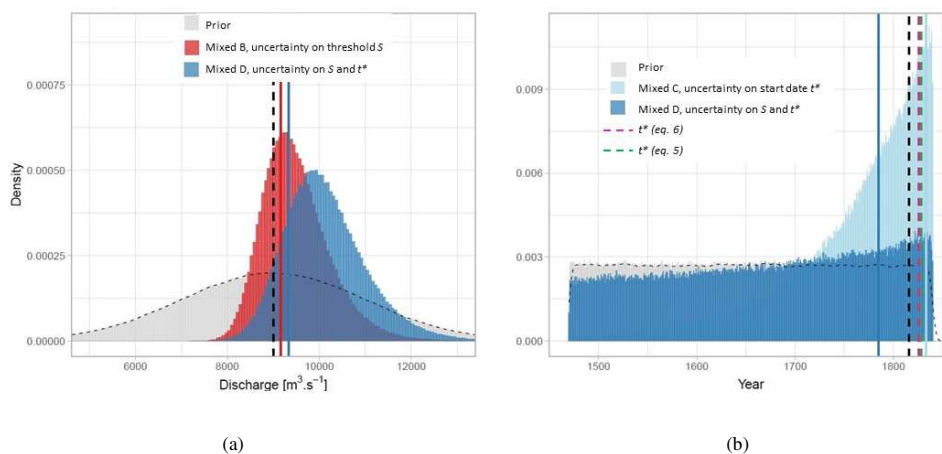 Prior
Mixed B, uncertainty on threshold S
Mixed D, uncertainty on S and t*
0.00075
0.00050
0.00025
0.00000
Density
6000 8000 10000 12000
Discharge [m³.s⁻¹]
(a)
Prior
Mixed C, uncertainty on start date t*
Mixed D, uncertainty on S and t*
t* (eq. 6)
t* (eq. 5)
0.009
0.006
0.003
0.000
1500 1600 1700 1800
Year
(b)